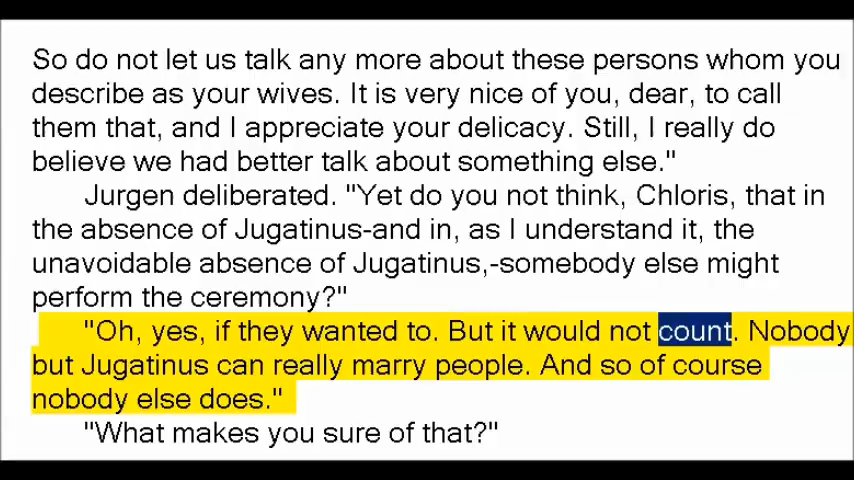 So do not let us talk any more about these persons whom you
describe as your wives. It is very nice of you, dear, to call
them that, and I appreciate your delicacy. Still, I really do
believe we had better talk about something else."
Jurgen deliberated. "Yet do you not think, Chloris, that in
the absence of Jugatinus-and in, as I understand it, the
unavoidable absence of Jugatinus,-somebody else might
perform the ceremony?"
"Oh, yes, if they wanted to. But it would not count. Nobody
but Jugatinus can really marry people. And so of course
nobody else does."
"What makes you sure of that?"